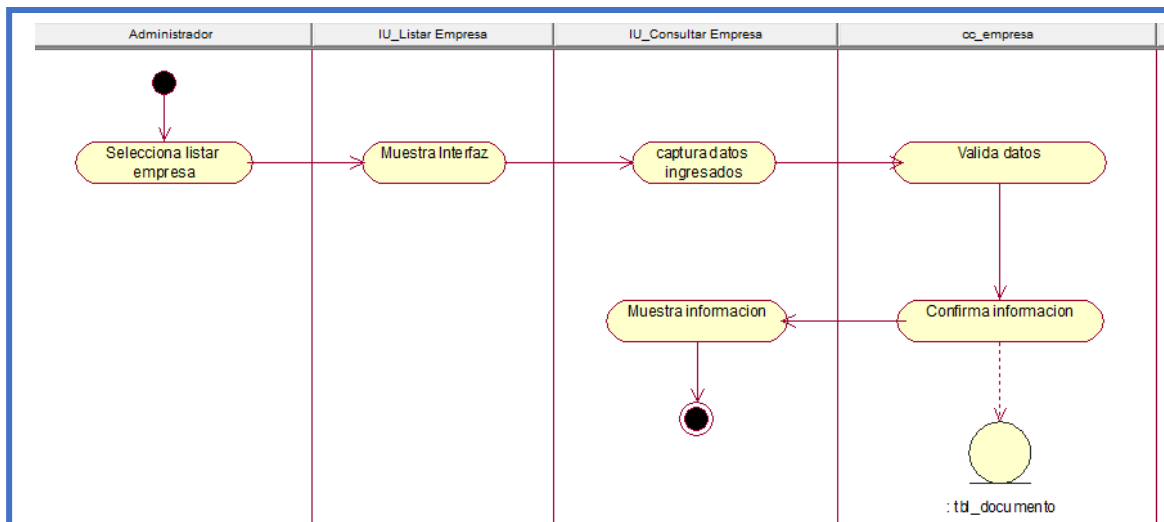 Administrador
IU_Listar Empresa
IU_Consultar Empresa
cc_empresa
Selecciona listar
empresa
Muestra Interfaz
captura datos
ingresados
Valida datos
Muestra informacion
Confirma informacion
: tbl_documento